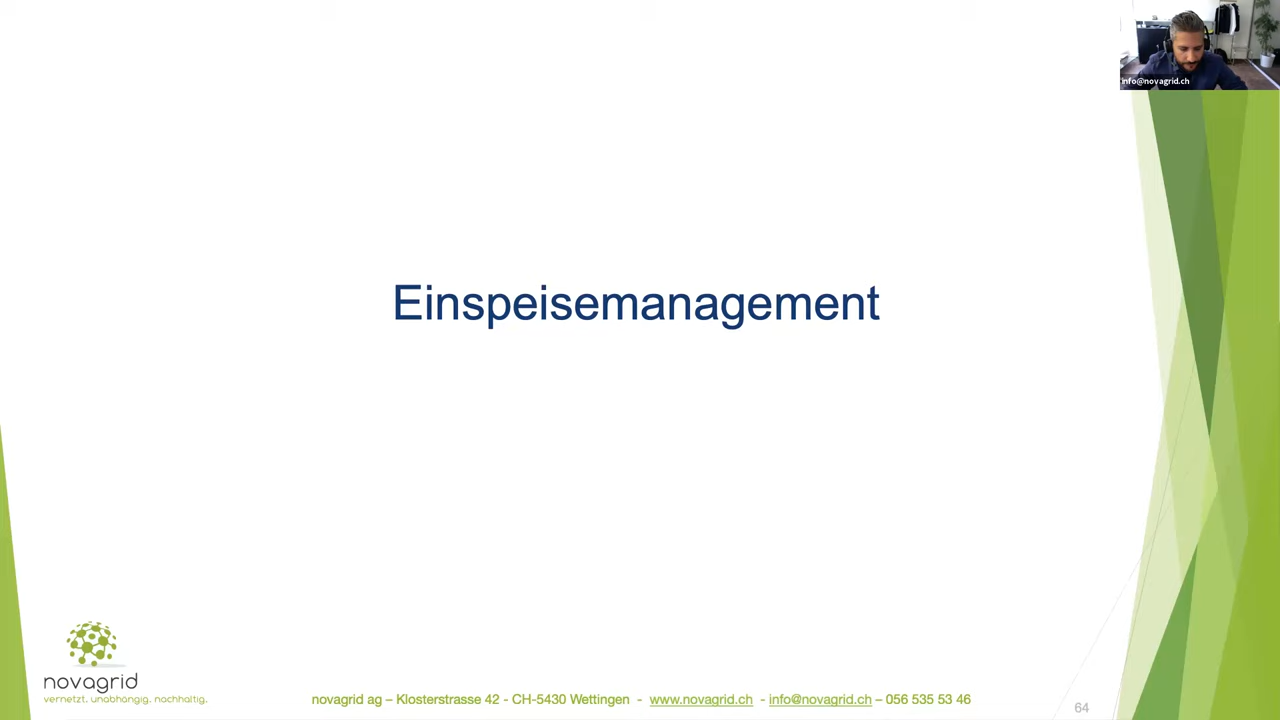 info@novagrid.ch
Einspeisemanagement
novagrid
vernetzt. unabhängig. nachhaltig.
novagrid ag – Klosterstrasse 42 - CH-5430 Wettingen - www.novagrid.ch - info@novagrid.ch – 056 535 53 46
64